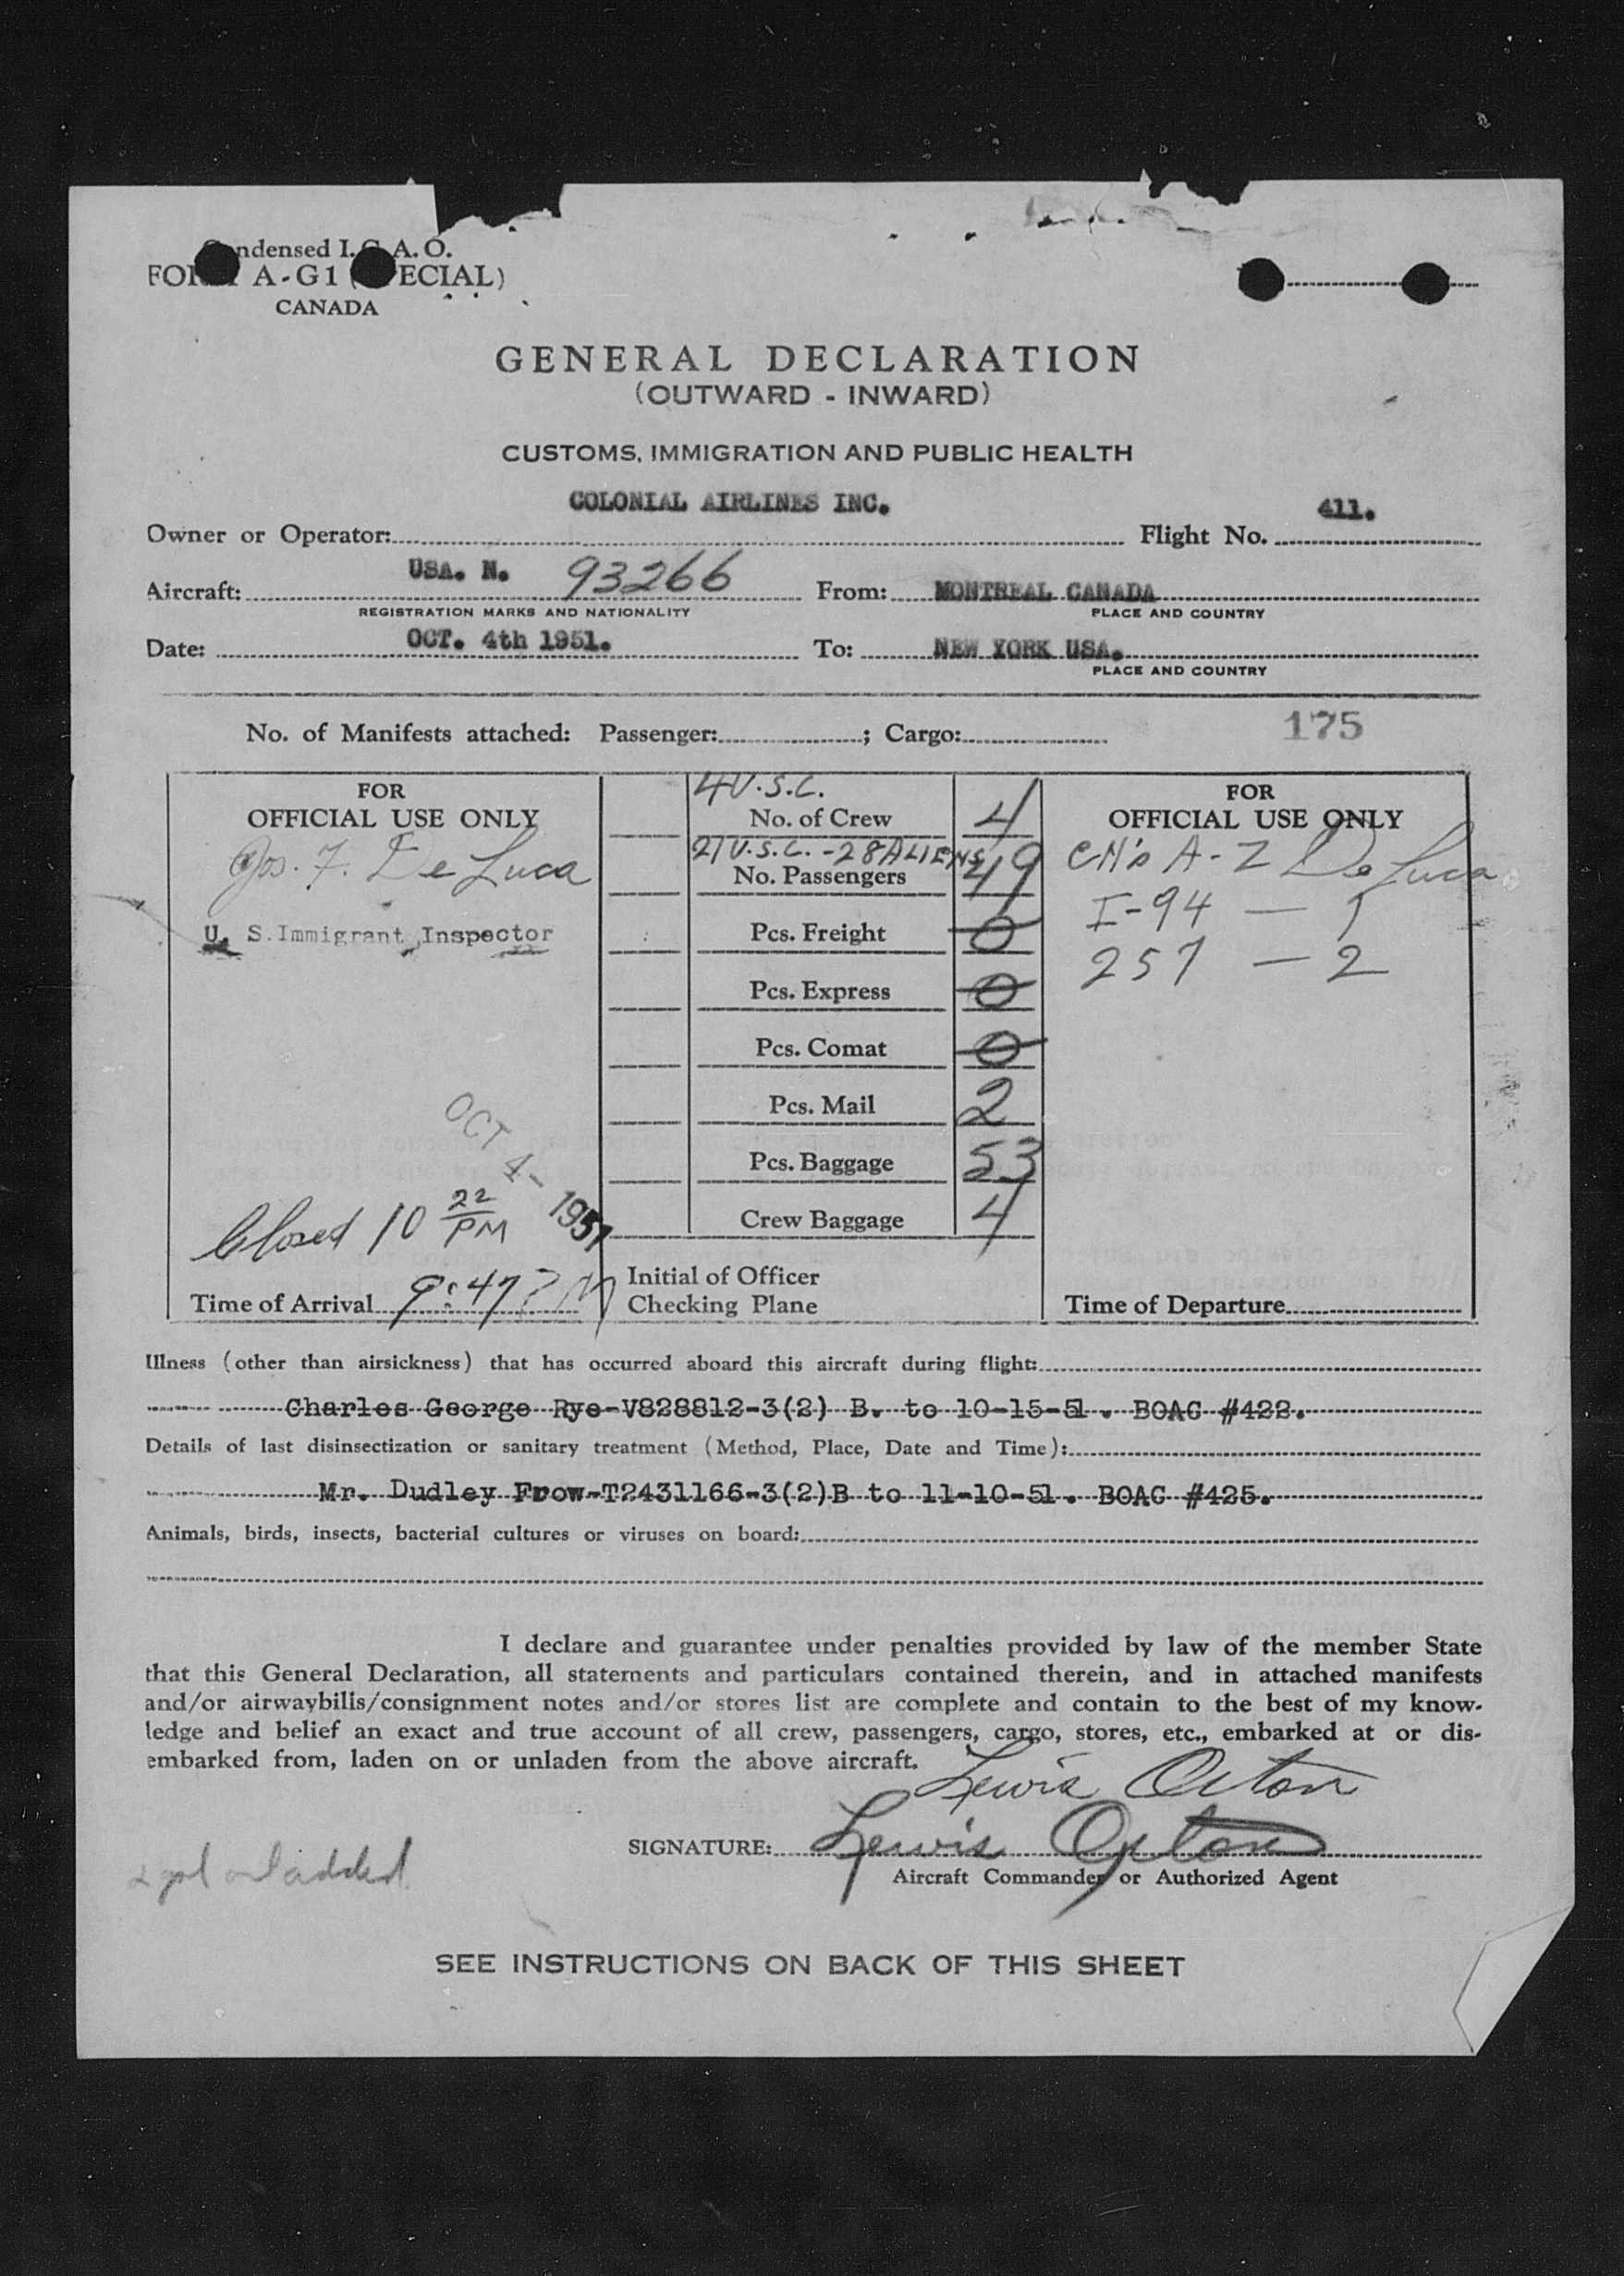 Condensed I.C.A.O.
FORM A-G1 (SPECIAL)
CANADA
GENERAL DECLARATION
(OUTWARD - INWARD)
CUSTOMS, IMMIGRATION AND PUBLIC HEALTH
Owner or Operator: COLONIAL AIRLINES INC. Flight No. 411.
Aircraft: USA. N. 93266 From: MONTREAL CANADA
REGISTRATION MARKS AND NATIONALITY PLACE AND COUNTRY
Date: OCT. 4th 1951. To: NEW YORK USA.
PLACE AND COUNTRY
No. of Manifests attached: Passenger: ; Cargo: 175
FOR
OFFICIAL USE ONLY
Jos. F. De Luca
U. S. Immigrant Inspector
OCT 4- 1951
Closed 10 22 PM
Time of Arrival 9:47 PM
4 U.S.C.
No. of Crew 4
21 U.S.C. - 28 ALIENS
No. Passengers 49
Pcs. Freight 0
Pcs. Express 0
Pcs. Comat 0
Pcs. Mail 2
Pcs. Baggage 53
Crew Baggage 4
Initial of Officer
Checking Plane
FOR
OFFICIAL USE ONLY
CH's A-Z De Luca
I-94 — 1
257 — 2
Time of Departure
Illness (other than airsickness) that has occurred aboard this aircraft during flight:
Charles George Rye-V828812-3(2) B. to 10-15-51. BOAC #422.
Details of last disinsectization or sanitary treatment (Method, Place, Date and Time):
Mr. Dudley Frow-T2431166-3(2)B to 11-10-51. BOAC #425.
Animals, birds, insects, bacterial cultures or viruses on board:
I declare and guarantee under penalties provided by law of the member State
that this General Declaration, all statements and particulars contained therein, and in attached manifests
and/or airwaybills/consignment notes and/or stores list are complete and contain to the best of my know-
ledge and belief an exact and true account of all crew, passengers, cargo, stores, etc., embarked at or dis-
embarked from, laden on or unladen from the above aircraft.
Lewis Orton
SIGNATURE: Lewis Orton
Aircraft Commander or Authorized Agent
added
SEE INSTRUCTIONS ON BACK OF THIS SHEET